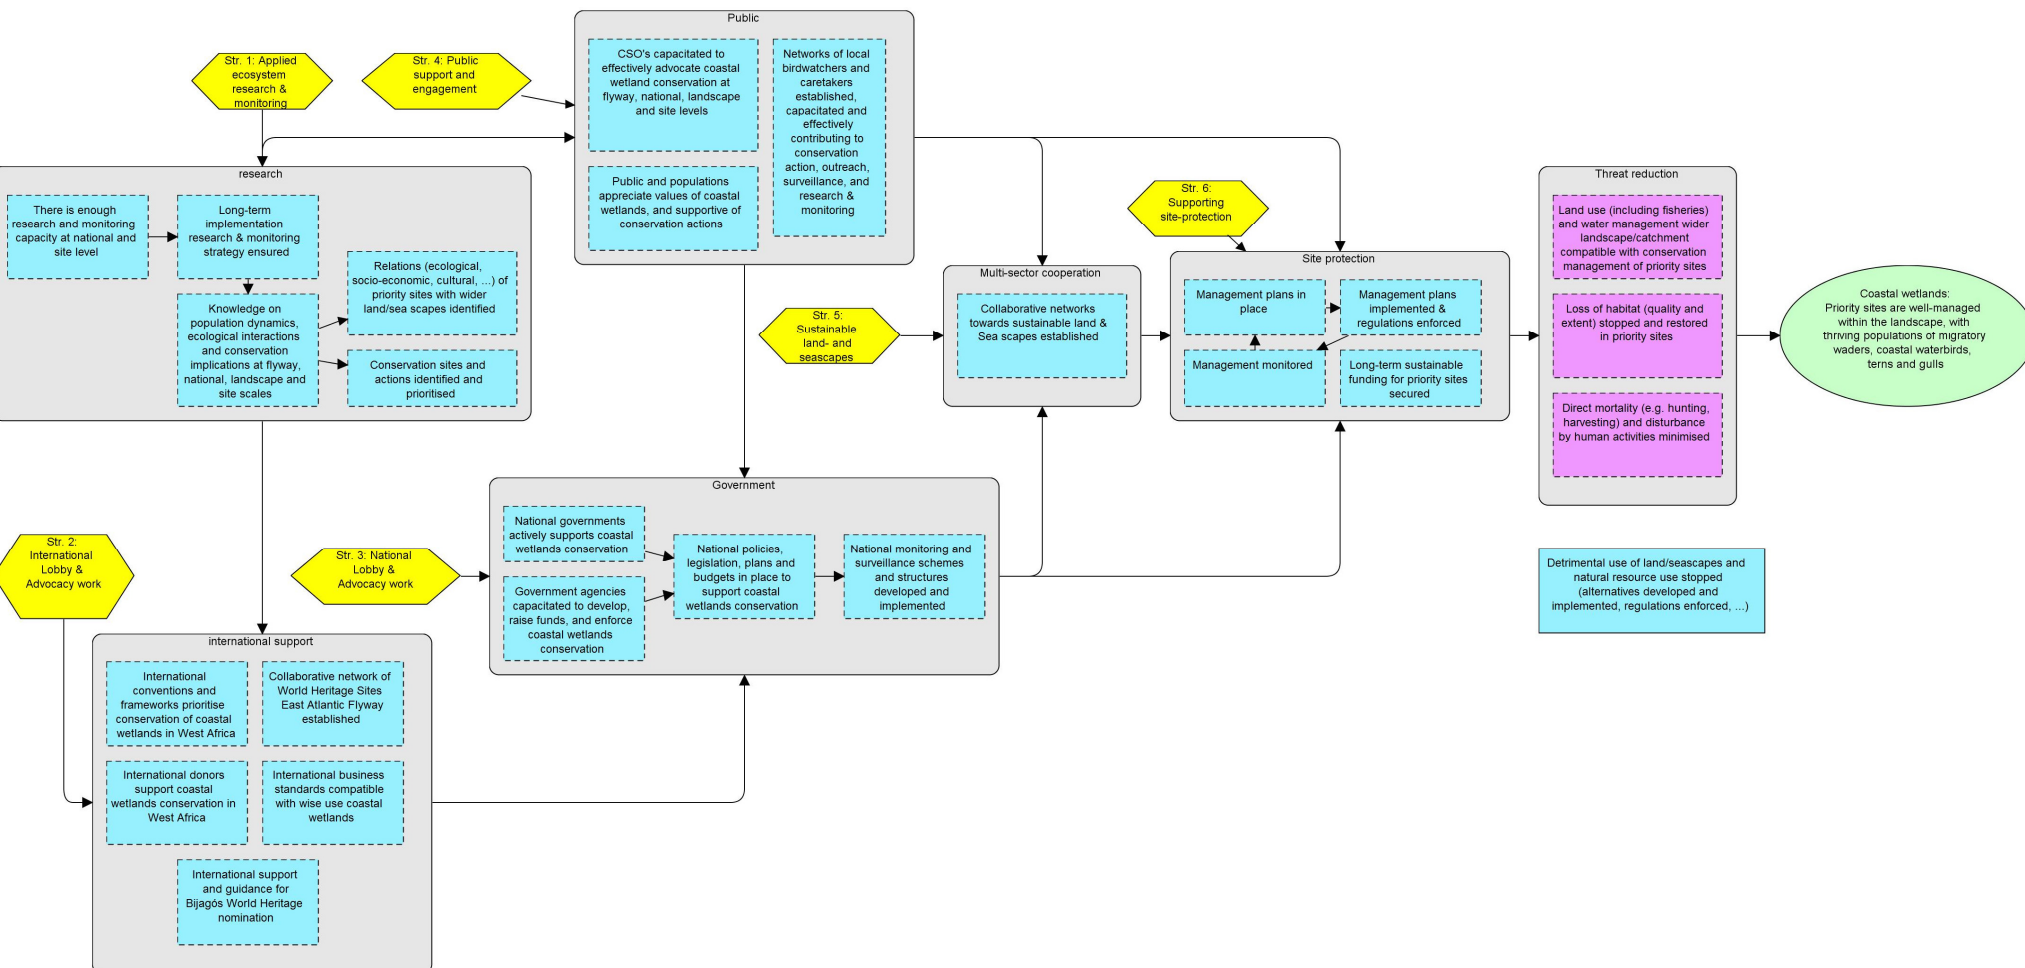 Public
CSO's capacitated to
effectively advocate coastal
wetland conservation at
flyway, national, landscape
and site levels
Networks of local
birdwatchers and
caretakers
established,
capacitated and
effectively
contributing to
conservation
action, outreach,
surveillance, and
research &
monitoring
Public and populations
appreciate values of coastal
wetlands, and supportive of
conservation actions
Str. 1: Applied
ecosystem
research &
monitoring
Str. 4: Public
support and
engagement
research
There is enough
research and monitoring
capacity at national and
site level
Long-term
implementation
research & monitoring
strategy ensured
Relations (ecological,
socio-economic, cultural, ...) of
priority sites with wider
land/sea scapes identified
Knowledge on
population dynamics,
ecological interactions
and conservation
implications at flyway,
national, landscape and
site scales
Conservation sites and
actions identified and
prioritised
Str. 6:
Supporting
site-protection
Str. 5:
Sustainable
land- and
seascapes
Multi-sector cooperation
Collaborative networks
towards sustainable land &
Sea scapes established
Site protection
Management plans in
place
Management plans
implemented &
regulations enforced
Management monitored
Long-term sustainable
funding for priority sites
secured
Threat reduction
Land use (including fisheries)
and water management wider
landscape/catchment
compatible with conservation
management of priority sites
Loss of habitat (quality and
extent) stopped and restored
in priority sites
Direct mortality (e.g. hunting,
harvesting) and disturbance
by human activities minimised
Coastal wetlands:
Priority sites are well-managed
within the landscape, with
thriving populations of migratory
waders, coastal waterbirds,
terns and gulls
Str. 2:
International
Lobby &
Advocacy work
Str. 3: National
Lobby &
Advocacy work
Government
National governments
actively supports coastal
wetlands conservation
Government agencies
capacitated to develop,
raise funds, and enforce
coastal wetlands
conservation
National policies,
legislation, plans and
budgets in place to
support coastal
wetlands conservation
National monitoring and
surveillance schemes
and structures
developed and
implemented
Detrimental use of land/seascapes and
natural resource use stopped
(alternatives developed and
implemented, regulations enforced, ...)
international support
International
conventions and
frameworks prioritise
conservation of coastal
wetlands in West Africa
Collaborative network of
World Heritage Sites
East Atlantic Flyway
established
International donors
support coastal
wetlands conservation in
West Africa
International business
standards compatible
with wise use coastal
wetlands
International support
and guidance for
Bijagós World Heritage
nomination